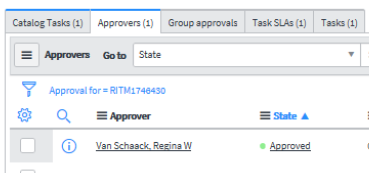 Catalog Tasks (1) Approvers (1) Group approvals Task SLAs (1) Tasks (1)
Approvers Go to State
Approval for = RITM1746430
Approver State
Van Schaack, Regina W Approved